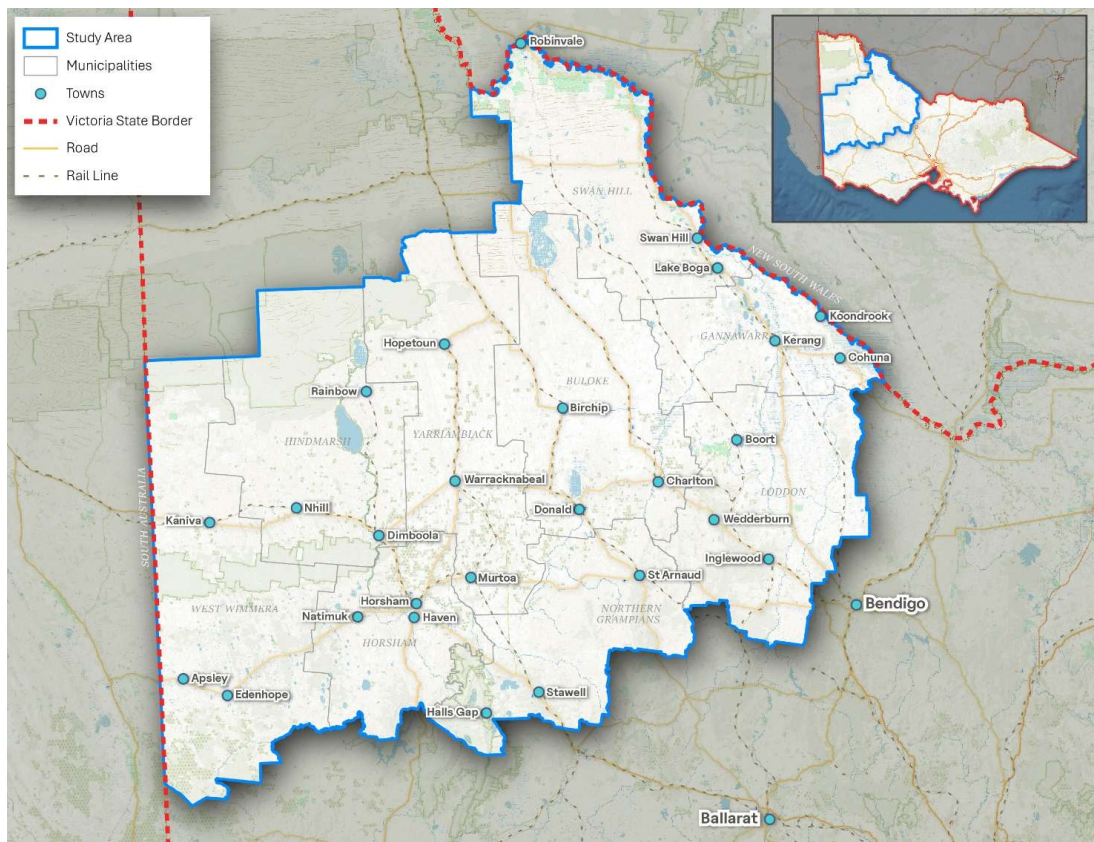 Study Area
Municipalities
Towns
Victoria State Border
Road
Rail Line
Robinvale
SWAN HILL
Swan Hill
Lake Boga
NEW SOUTH WALES
Koondrook
GANNAWARRA
Kerang
Cohuna
Hopetoun
Rainbow
BULOKE
Birchip
HINDMARSH
YARRIAMBIACK
Boort
SOUTH AUSTRALIA
Warracknabeal
Charlton
LODDON
Nhill
Donald
Kaniva
Wedderburn
Dimboola
Inglewood
Murtoa
St Arnaud
Horsham
Bendigo
WEST WIMMERA
Natimuk
Haven
NORTHERN
GRAMPIANS
HORSHAM
Apsley
Edenhope
Stawell
Halls Gap
Ballarat